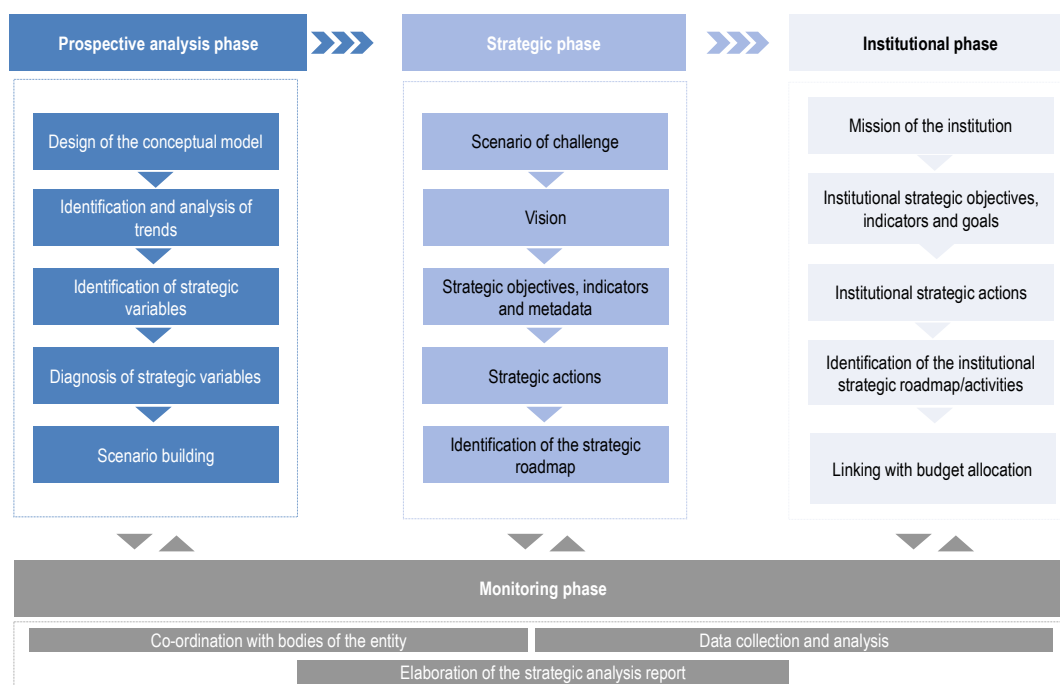 Prospective analysis phase
Strategic phase
Institutional phase
Design of the conceptual model
Identification and analysis of
trends
Identification of strategic
variables
Diagnosis of strategic variables
Scenario building
Scenario of challenge
Vision
Strategic objectives, indicators
and metadata
Strategic actions
Identification of the strategic
roadmap
Mission of the institution
Institutional strategic objectives,
indicators and goals
Institutional strategic actions
Identification of the institutional
strategic roadmap/activities
Linking with budget allocation
Monitoring phase
Co-ordination with bodies of the entity
Data collection and analysis
Elaboration of the strategic analysis report